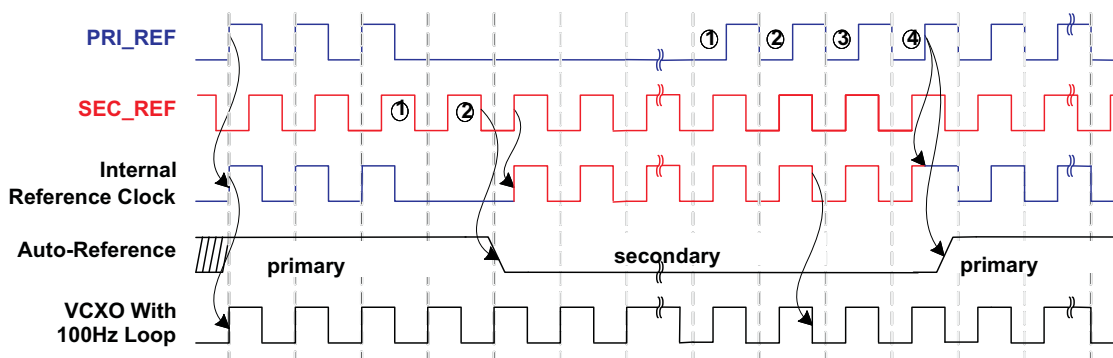 PRI_REF
1 2 3 4
SEC_REF
1 2
Internal
Reference Clock
Auto-Reference
primary
secondary
primary
VCXO With
100Hz Loop